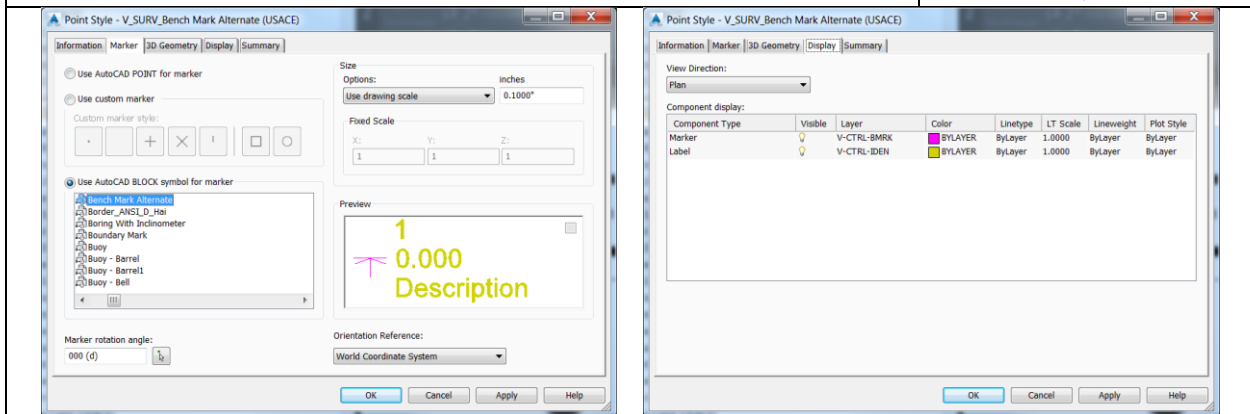 Point Style - V_SURV_Bench Mark Alternate (USACE)
Information Marker 3D Geometry Display Summary
Use AutoCAD POINT for marker
Use custom marker
Custom marker style:
Use AutoCAD BLOCK symbol for marker
Bench Mark Alternate
Border_ANSI_D_Hai
Boring With Inclinometer
Boundary Mark
Buoy
Buoy - Barrel
Buoy - Barrel1
Buoy - Bell
Marker rotation angle:
000 (d)
Size
Options: inches
Use drawing scale 0.1000"
Fixed Scale
X: Y: Z:
1 1 1
Preview
1
0.000
Description
Orientation Reference:
World Coordinate System
OK Cancel Apply Help
Point Style - V_SURV_Bench Mark Alternate (USACE)
Information Marker 3D Geometry Display Summary
View Direction:
Plan
Component display:
Component Type Visible Layer Color Linetype LT Scale Lineweight Plot Style
Marker V-CTRL-BMRK BYLAYER ByLayer 1.0000 ByLayer ByLayer
Label V-CTRL-IDEN BYLAYER ByLayer 1.0000 ByLayer ByLayer
OK Cancel Apply Help